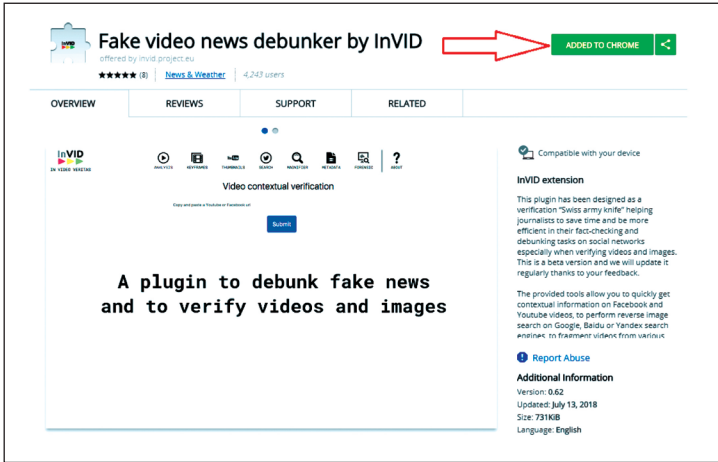 InVID
Fake video news debunker by InVID
offered by invid-project.eu
(8)
News & Weather
4,243 users
ADDED TO CHROME
OVERVIEW
REVIEWS
SUPPORT
RELATED
InVID
IN VIDEO VERITAS
ANALYSIS
KEYFRAMES
YouTube
THUMBNAILS
SEARCH
MAGNIFIER
METADATA
FORENSIC
?
ABOUT
Video contextual verification
Copy and paste a Youtube or Facebook url
Submit
A plugin to debunk fake news
and to verify videos and images
Compatible with your device
InVID extension
This plugin has been designed as a
verification "Swiss army knife" helping
journalists to save time and be more
efficient in their fact-checking and
debunking tasks on social networks
especially when verifying videos and images.
This is a beta version and we will update it
regularly thanks to your feedback.
The provided tools allow you to quickly get
contextual information on Facebook and
Youtube videos, to perform reverse image
search on Google, Baidu or Yandex search
engines, to fragment videos from various
Report Abuse
Additional Information
Version: 0.62
Updated: July 13, 2018
Size: 731KiB
Language: English